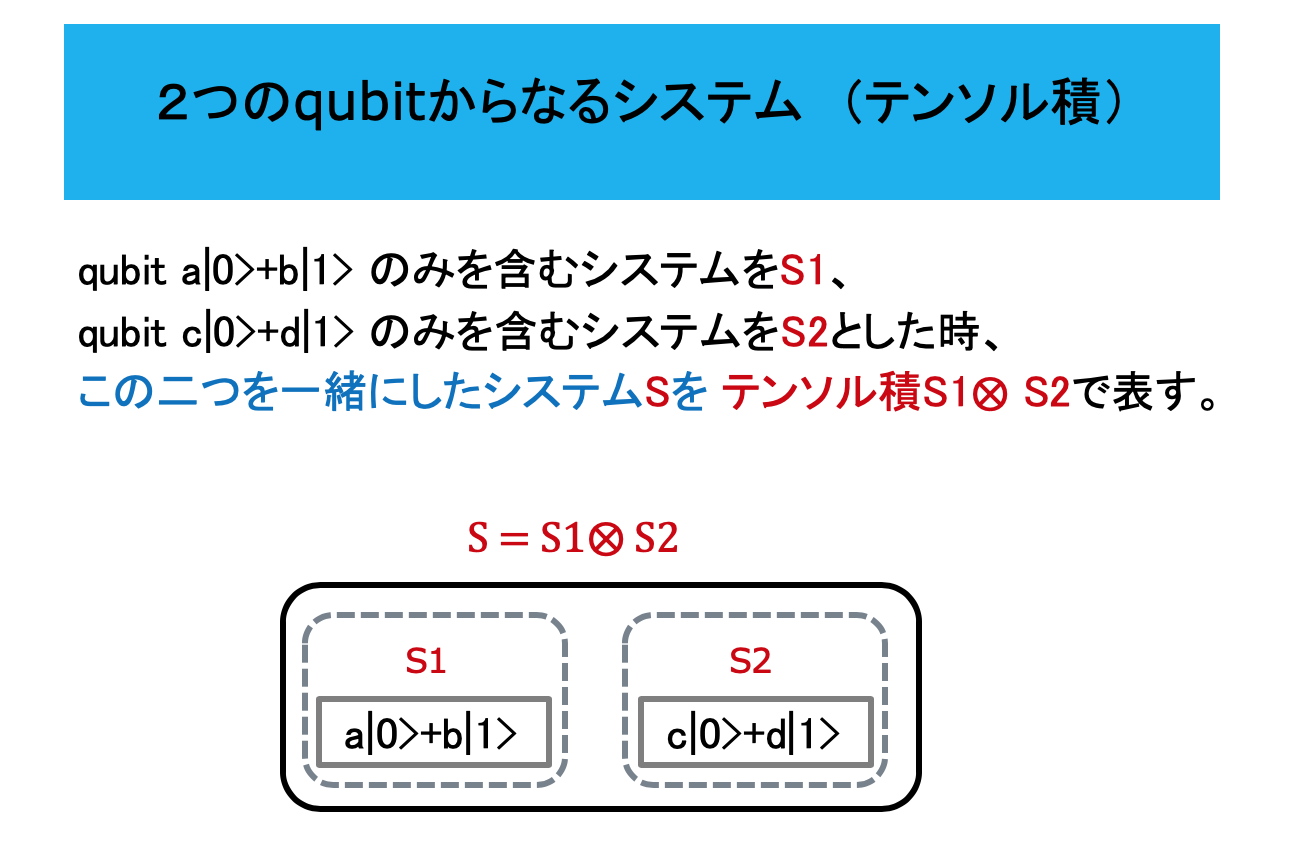 ２つのqubitからなるシステム （テンソル積）
qubit a|0>+b|1> のみを含むシステムをS1、
qubit c|0>+d|1> のみを含むシステムをS2とした時、
この二つを一緒にしたシステムSを テンソル積S1⊗ S2で表す。
S = S1⊗ S2
S1
S2
a|0>+b|1>
c|0>+d|1>